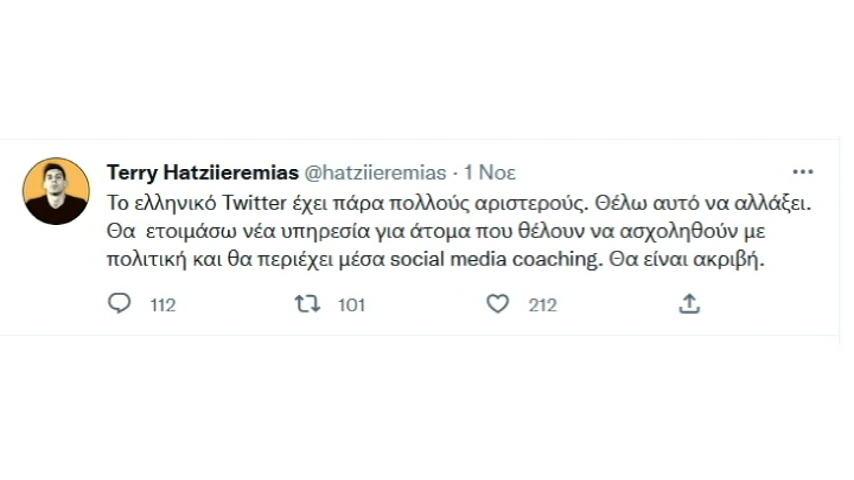 Terry Hatziieremias @hatziieremias · 1 Νοε
Το ελληνικό Twitter έχει πάρα πολλούς αριστερούς. Θέλω αυτό να αλλάξει.
Θα  ετοιμάσω νέα υπηρεσία για άτομα που θέλουν να ασχοληθούν με
πολιτική και θα περιέχει μέσα social media coaching. Θα είναι ακριβή.
112 101 212